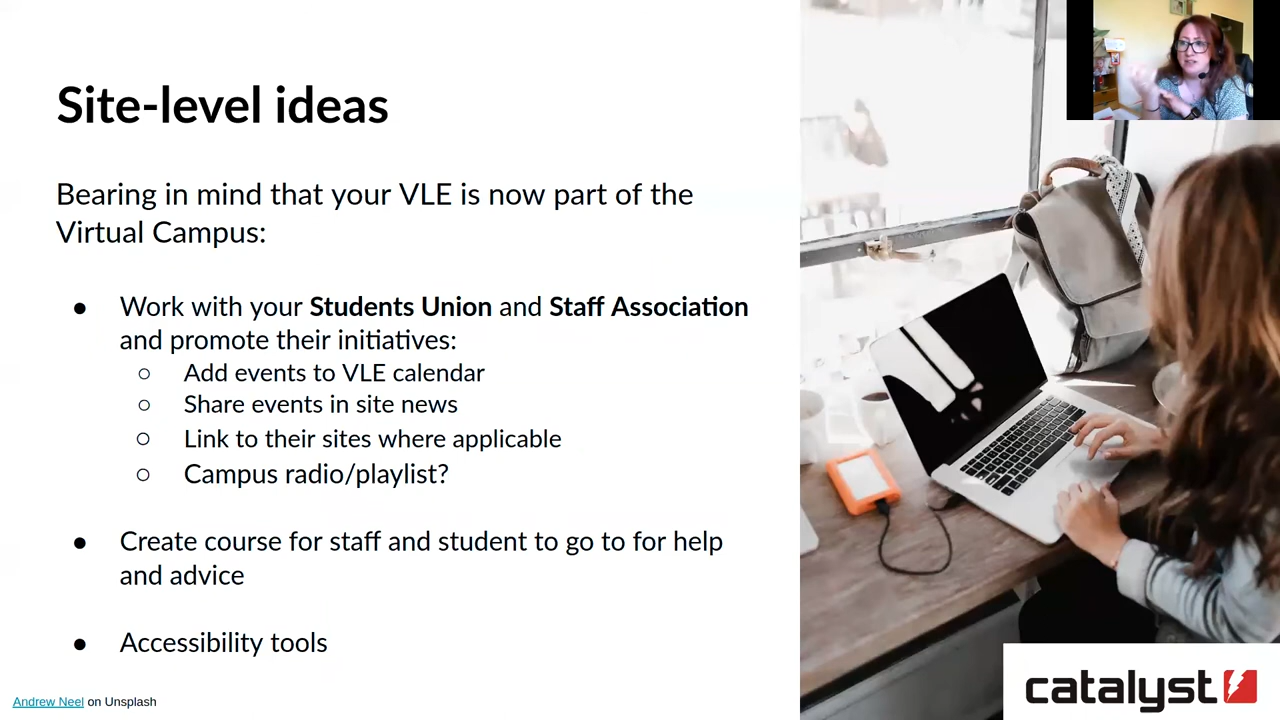 Site-level ideas
Bearing in mind that your VLE is now part of the
Virtual Campus:
● Work with your Students Union and Staff Association
and promote their initiatives:
○ Add events to VLE calendar
○ Share events in site news
○ Link to their sites where applicable
○ Campus radio/playlist?
● Create course for staff and student to go to for help
and advice
● Accessibility tools
Andrew Neel on Unsplash
catalyst